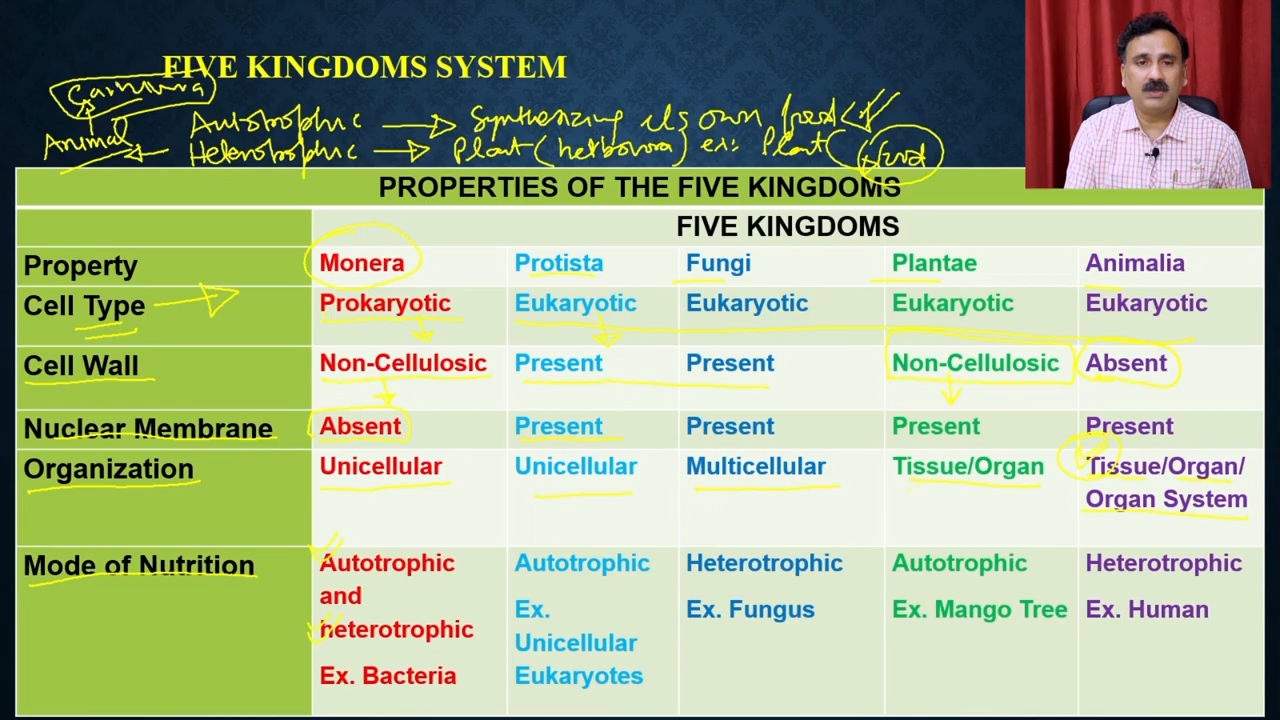 FIVE KINGDOMS SYSTEM
Autotrophic → Synthesizing its own food
Animal ← Heterotrophic → Plant (herbivora) ex: Plant (food
PROPERTIES OF THE FIVE KINGDOMS
FIVE KINGDOMS
Property Monera Protista Fungi Plantae Animalia
Cell Type Prokaryotic Eukaryotic Eukaryotic Eukaryotic Eukaryotic
Cell Wall Non-Cellulosic Present Present Non-Cellulosic Absent
Nuclear Membrane Absent Present Present Present Present
Organization Unicellular Unicellular Multicellular Tissue/Organ Tissue/Organ/
Organ System
Mode of Nutrition Autotrophic Autotrophic Heterotrophic Autotrophic Heterotrophic
and Ex. Ex. Fungus Ex. Mango Tree Ex. Human
heterotrophic Unicellular
Ex. Bacteria Eukaryotes